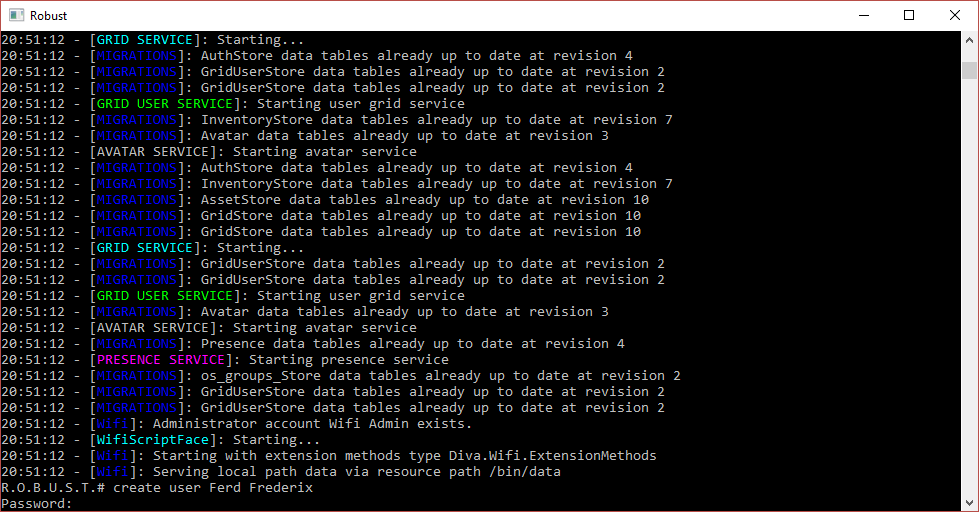 Robust
20:51:12 - [GRID SERVICE]: Starting...
20:51:12 - [MIGRATIONS]: AuthStore data tables already up to date at revision 4
20:51:12 - [MIGRATIONS]: GridUserStore data tables already up to date at revision 2
20:51:12 - [MIGRATIONS]: GridUserStore data tables already up to date at revision 2
20:51:12 - [GRID USER SERVICE]: Starting user grid service
20:51:12 - [MIGRATIONS]: InventoryStore data tables already up to date at revision 7
20:51:12 - [MIGRATIONS]: Avatar data tables already up to date at revision 3
20:51:12 - [AVATAR SERVICE]: Starting avatar service
20:51:12 - [MIGRATIONS]: AuthStore data tables already up to date at revision 4
20:51:12 - [MIGRATIONS]: InventoryStore data tables already up to date at revision 7
20:51:12 - [MIGRATIONS]: AssetStore data tables already up to date at revision 10
20:51:12 - [MIGRATIONS]: GridStore data tables already up to date at revision 10
20:51:12 - [MIGRATIONS]: GridStore data tables already up to date at revision 10
20:51:12 - [GRID SERVICE]: Starting...
20:51:12 - [MIGRATIONS]: GridUserStore data tables already up to date at revision 2
20:51:12 - [MIGRATIONS]: GridUserStore data tables already up to date at revision 2
20:51:12 - [GRID USER SERVICE]: Starting user grid service
20:51:12 - [MIGRATIONS]: Avatar data tables already up to date at revision 3
20:51:12 - [AVATAR SERVICE]: Starting avatar service
20:51:12 - [MIGRATIONS]: Presence data tables already up to date at revision 4
20:51:12 - [PRESENCE SERVICE]: Starting presence service
20:51:12 - [MIGRATIONS]: os_groups_Store data tables already up to date at revision 2
20:51:12 - [MIGRATIONS]: GridUserStore data tables already up to date at revision 2
20:51:12 - [MIGRATIONS]: GridUserStore data tables already up to date at revision 2
20:51:12 - [Wifi]: Administrator account Wifi Admin exists.
20:51:12 - [WifiScriptFace]: Starting...
20:51:12 - [Wifi]: Starting with extension methods type Diva.Wifi.ExtensionMethods
20:51:12 - [Wifi]: Serving local path data via resource path /bin/data
R.O.B.U.S.T.# create user Ferd Frederix
Password: